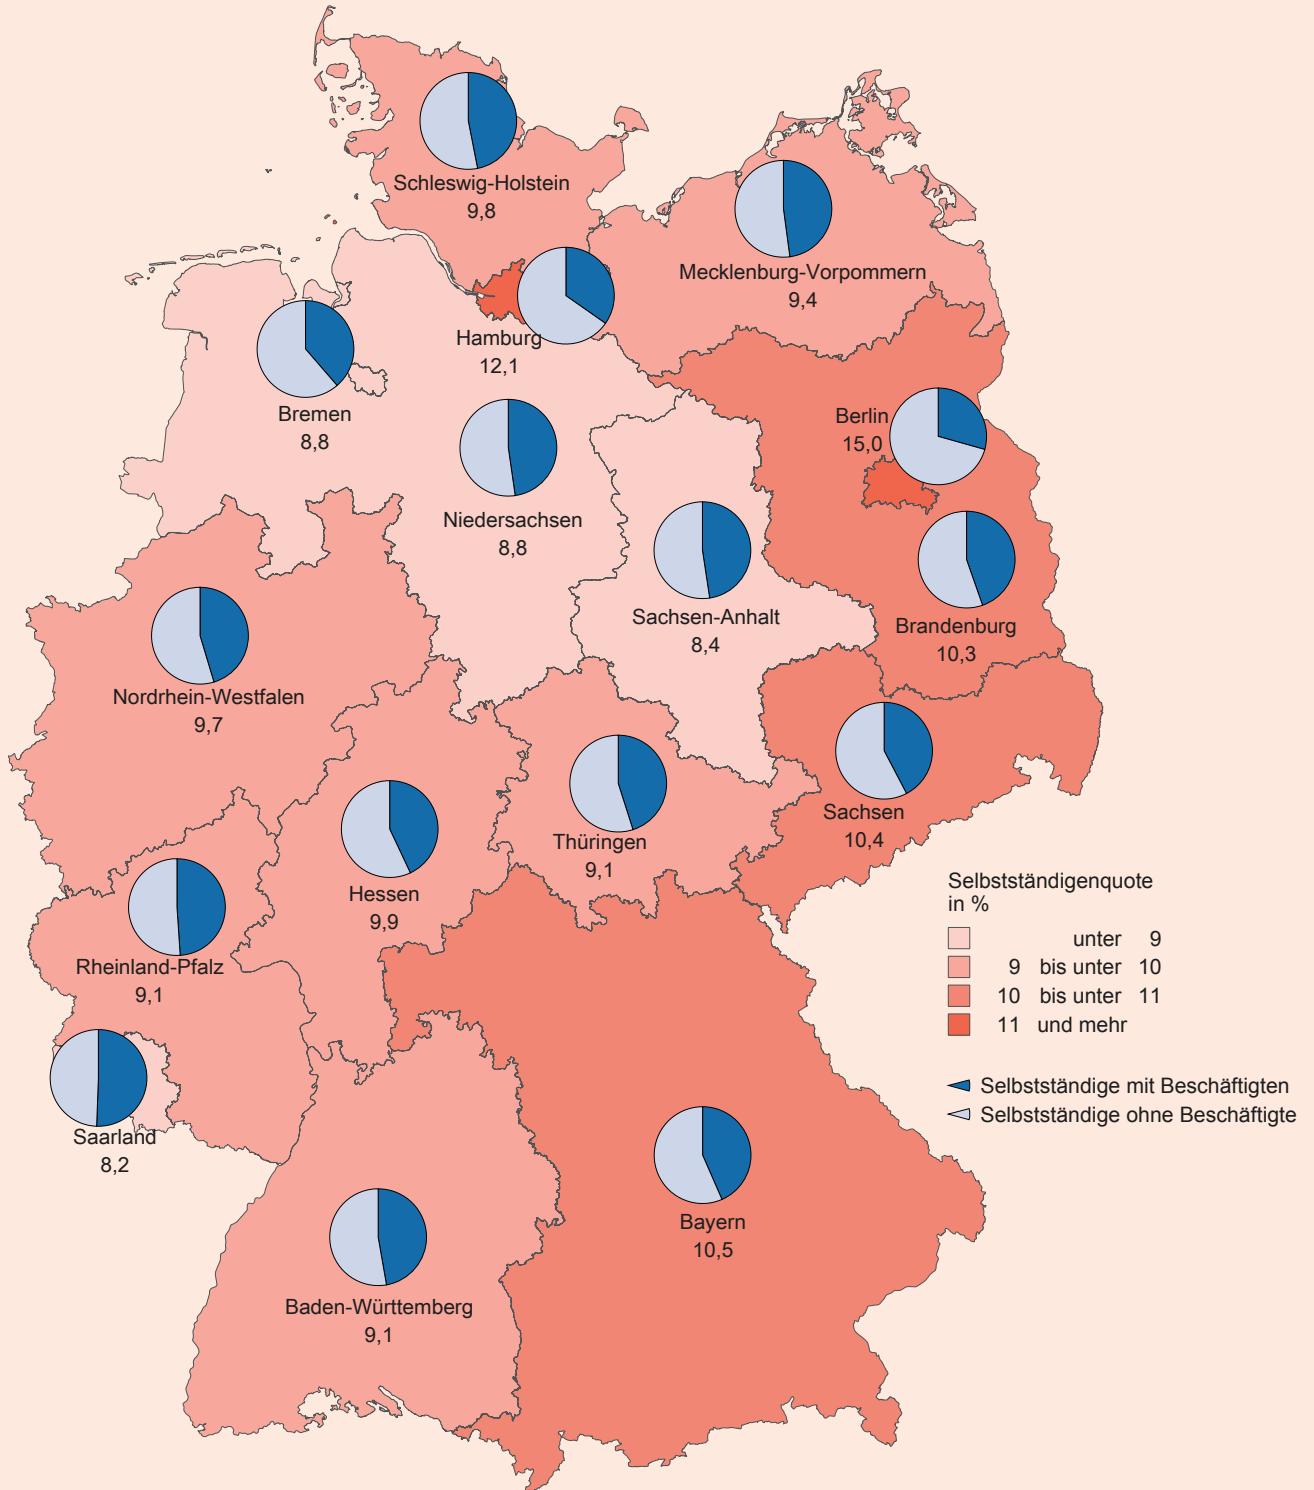 Schleswig-Holstein
9,8
Mecklenburg-Vorpommern
9,4
Hamburg
12,1
Bremen
8,8
Berlin
15,0
Niedersachsen
8,8
Sachsen-Anhalt
8,4
Brandenburg
10,3
Nordrhein-Westfalen
9,7
Sachsen
10,4
Thüringen
9,1
Hessen
9,9
Rheinland-Pfalz
9,1
Saarland
8,2
Bayern
10,5
Baden-Württemberg
9,1
Selbstständigenquote
in %
unter 9
9 bis unter 10
10 bis unter 11
11 und mehr
Selbstständige mit Beschäftigten
Selbstständige ohne Beschäftigte